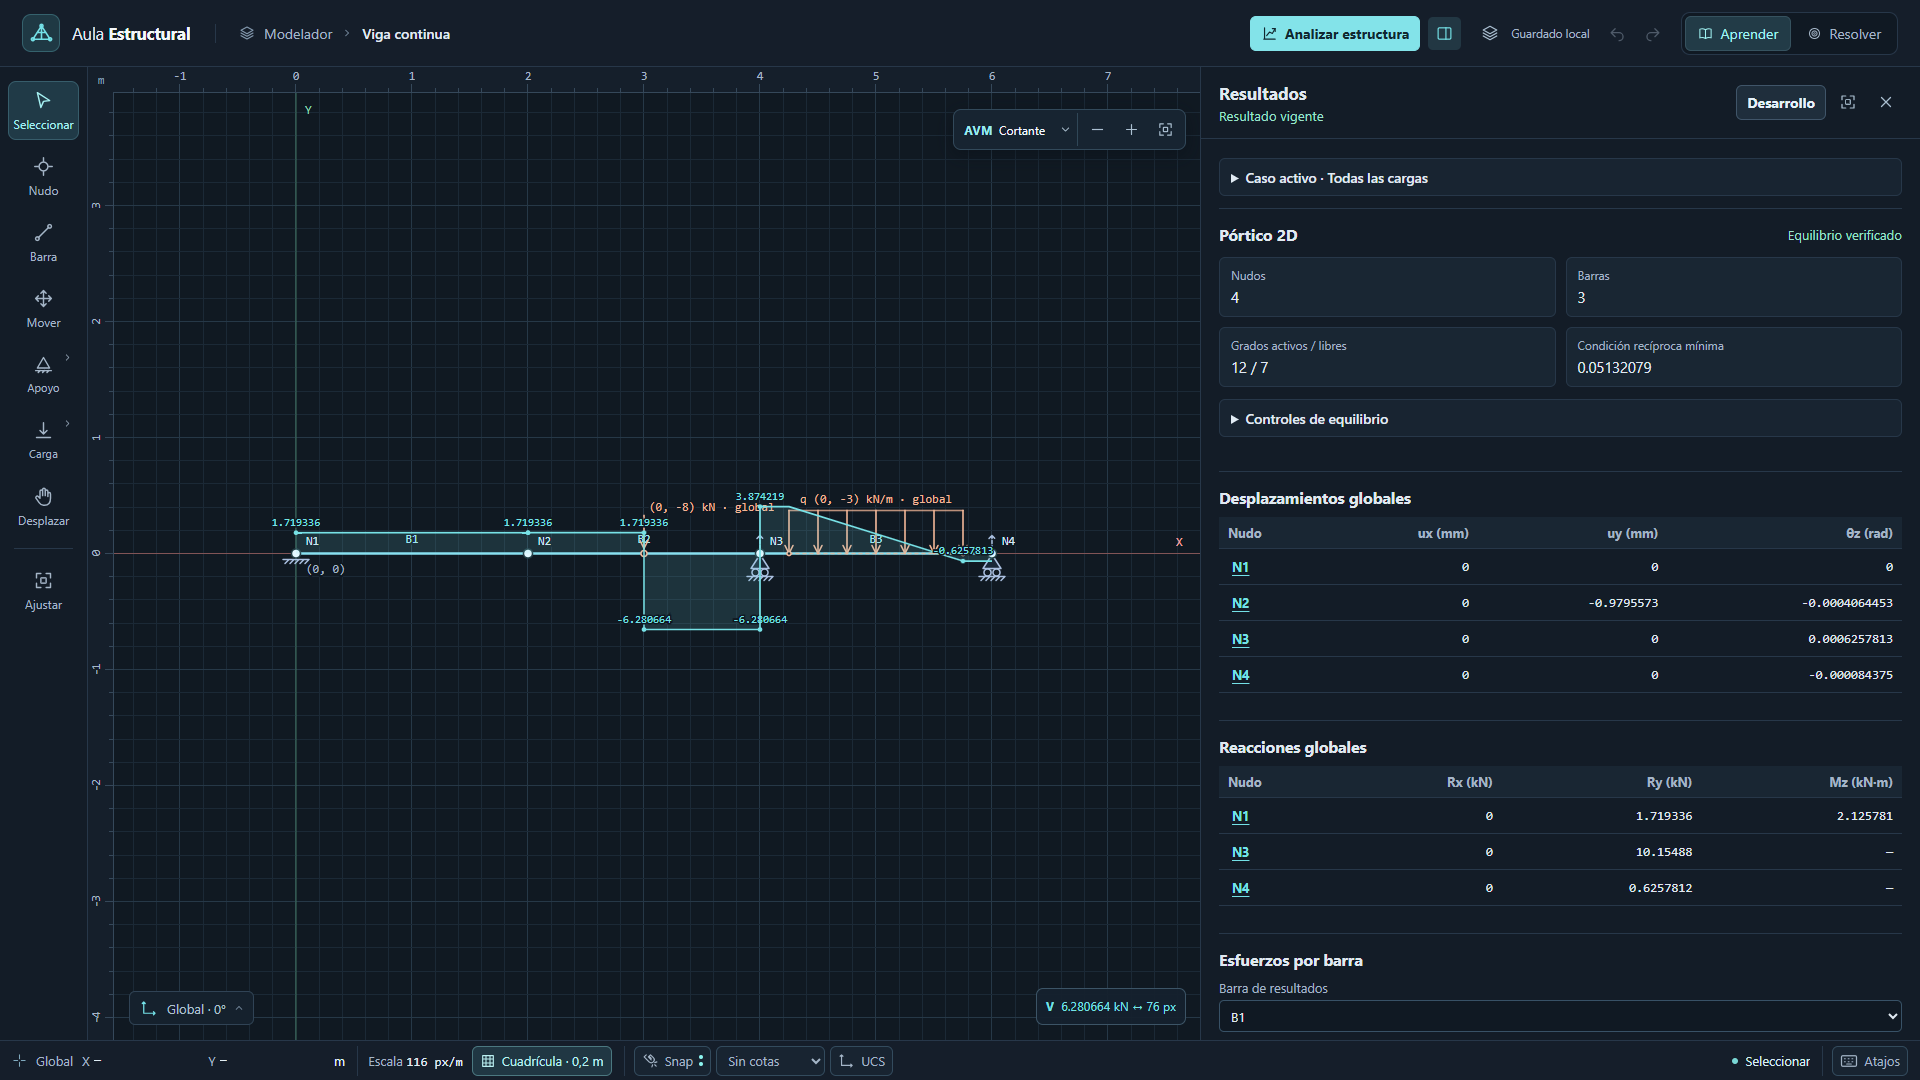 Aula Estructural
Modelador › Viga continua
Analizar estructura
Guardado local
Aprender
Resolver
m
-1 0 1 2 3 4 5 6 7
Seleccionar
Nudo
Barra
Mover
Apoyo
Carga
Desplazar
Ajustar
Y
AVM Cortante
3
2
1
0
-1
-2
-3
-4
3.874219
q (0, -3) kN/m · global
(0, -8) kN · global
1.719336
1.719336
1.719336
N1
B1
N2
B2
N3
B3
N4
X
-0.6257813
(0, 0)
-6.280664
-6.280664
Global · 0°
V 6.280664 kN ↔ 76 px
Resultados
Resultado vigente
Desarrollo
▶ Caso activo · Todas las cargas
Pórtico 2D
Equilibrio verificado
Nudos
4
Barras
3
Grados activos / libres
12 / 7
Condición recíproca mínima
0.05132079
▶ Controles de equilibrio
Desplazamientos globales
Nudo ux (mm) uy (mm) θz (rad)
N1 0 0 0
N2 0 -0.9795573 -0.0004064453
N3 0 0 0.0006257813
N4 0 0 -0.000084375
Reacciones globales
Nudo Rx (kN) Ry (kN) Mz (kN·m)
N1 0 1.719336 2.125781
N3 0 10.15488 —
N4 0 0.6257812 —
Esfuerzos por barra
Barra de resultados
B1
Global X — Y — m
Escala 116 px/m
Cuadrícula · 0,2 m
Snap
Sin cotas
UCS
Seleccionar
Atajos